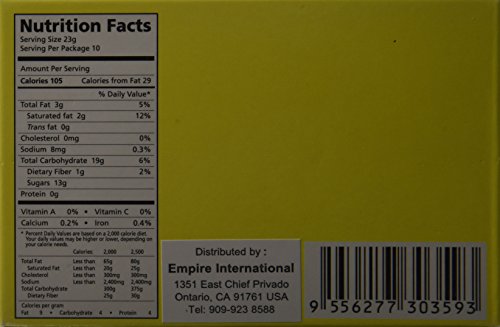 Nutrition Facts
Serving Size 23g
Serving Per Package 10
Amount Per Serving
Calories 105 Calories from Fat 29
% Daily Value*
Total Fat 3g 5%
Saturated fat 2g 12%
Trans fat 0g
Cholesterol 0mg 0%
Sodium 8mg 0.3%
Total Carbohydrate 19g 6%
Dietary Fiber 1g 2%
Sugars 13g
Protein 0g
Vitamin A 0% • Vitamin C 0%
Calcium 0.2% • Iron 0.4%
* Percent Daily Values are based on a 2,000 calorie diet.
Your daily values may be higher or lower, depending
on your calorie needs.
Calories: 2,000 2,500
Total Fat Less than 65g 80g
Saturated Fat Less than 20g 25g
Cholesterol Less than 300mg 300mg
Sodium Less than 2,400mg 2,400mg
Total Carbohydrate 300g 375g
Dietary Fiber 25g 30g
Calories per gram
Fat 9 • Carbohydrate 4 • Protein 4
Distributed by :
Empire International
1351 East Chief Privado
Ontario, CA 91761 USA
Tel: 909-923 8588
9 556277 303593